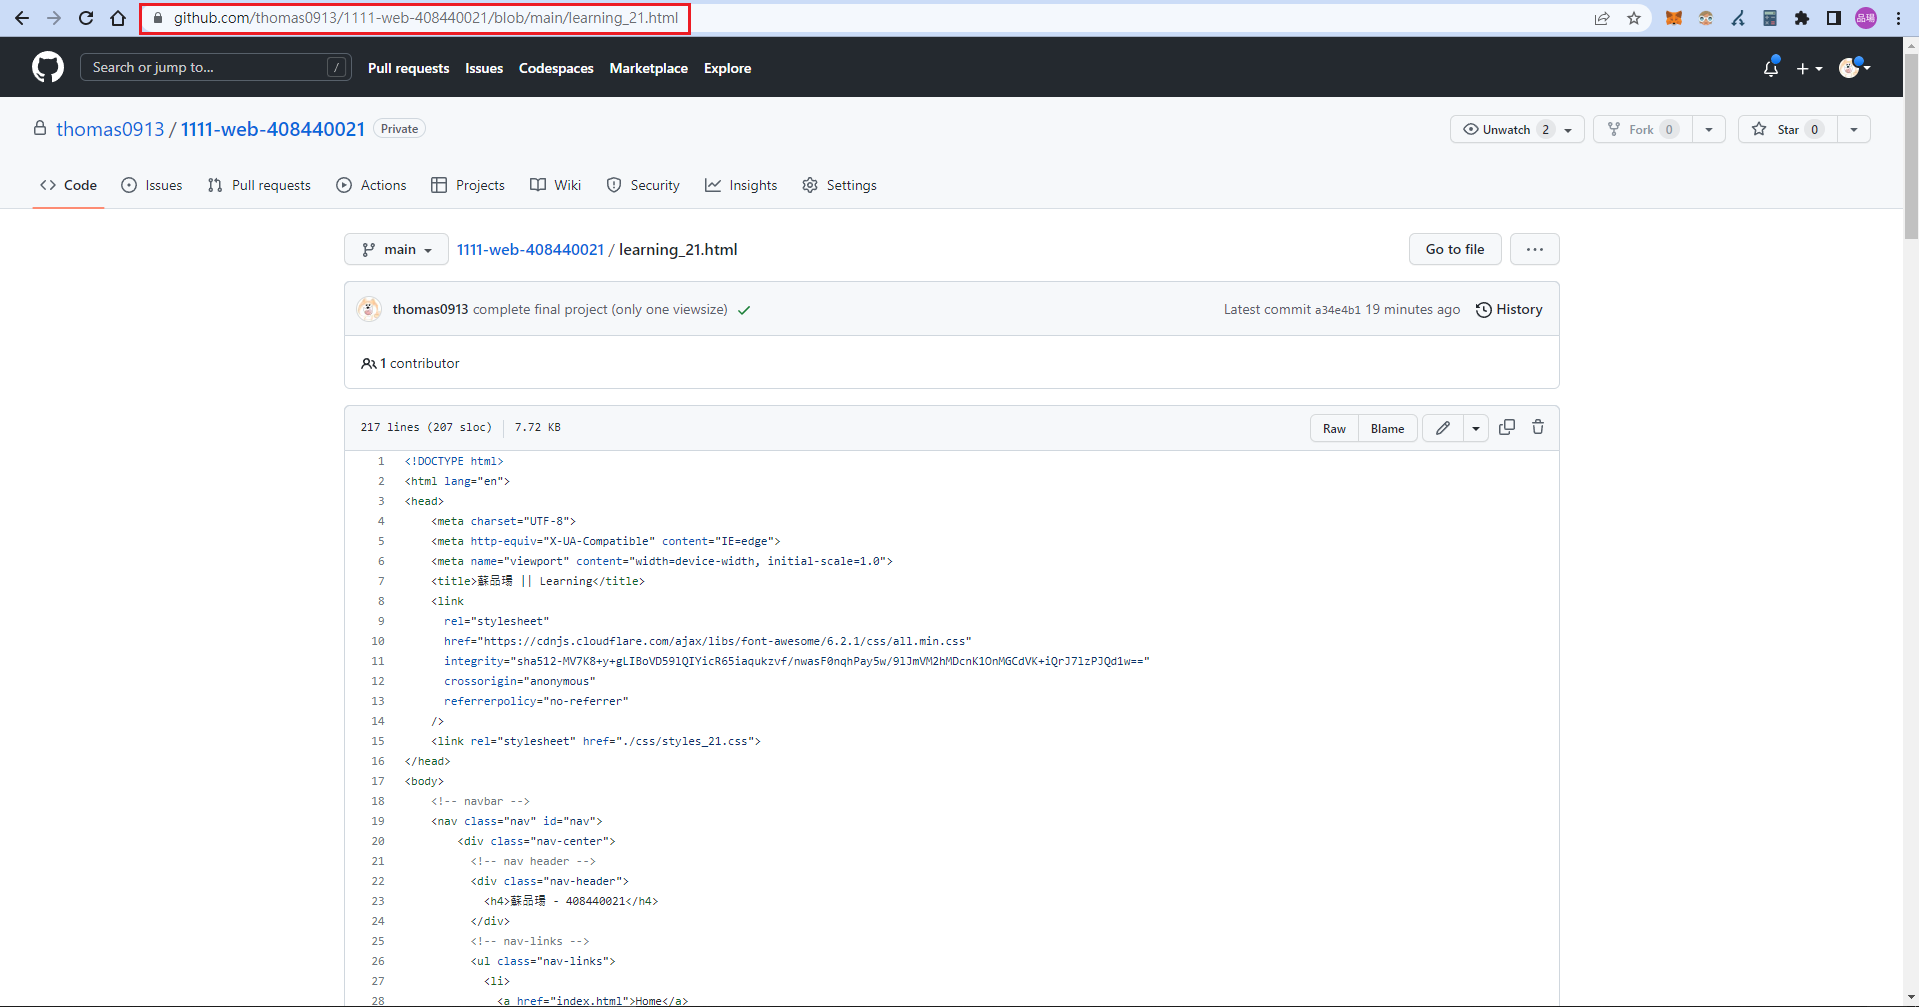 github.com/thomas0913/1111-web-408440021/blob/main/learning_21.html
品瑒
Search or jump to... /
Pull requests Issues Codespaces Marketplace Explore
thomas0913 / 1111-web-408440021 Private
Unwatch 2 Fork 0 Star 0
Code Issues Pull requests Actions Projects Wiki Security Insights Settings
main 1111-web-408440021 / learning_21.html Go to file ...
thomas0913 complete final project (only one viewsize) Latest commit a34e4b1 19 minutes ago History
1 contributor
217 lines (207 sloc) 7.72 KB Raw Blame
1 <!DOCTYPE html>
2 <html lang="en">
3 <head>
4 <meta charset="UTF-8">
5 <meta http-equiv="X-UA-Compatible" content="IE=edge">
6 <meta name="viewport" content="width=device-width, initial-scale=1.0">
7 <title>蘇品瑒 || Learning</title>
8 <link
9 rel="stylesheet"
10 href="https://cdnjs.cloudflare.com/ajax/libs/font-awesome/6.2.1/css/all.min.css"
11 integrity="sha512-MV7K8+y+gLIBoVD59lQIYicR65iaqukzvf/nwasF0nqhPay5w/9lJmVM2hMDcnK1OnMGCdVK+iQrJ7lzPJQd1w=="
12 crossorigin="anonymous"
13 referrerpolicy="no-referrer"
14 />
15 <link rel="stylesheet" href="./css/styles_21.css">
16 </head>
17 <body>
18 <!-- navbar -->
19 <nav class="nav" id="nav">
20 <div class="nav-center">
21 <!-- nav header -->
22 <div class="nav-header">
23 <h4>蘇品瑒 - 408440021</h4>
24 </div>
25 <!-- nav-links -->
26 <ul class="nav-links">
27 <li>
28 <a href="index.html">Home</a>